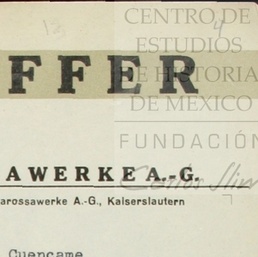 CENTRO DE
ESTUDIOS
DE HISTORIA
DE MEXICO
FUNDACIÓN
Carlos Slim
FFER
AWERKE A.-G.
arossawerke A.-G., Kaiserslautern
Cuencame